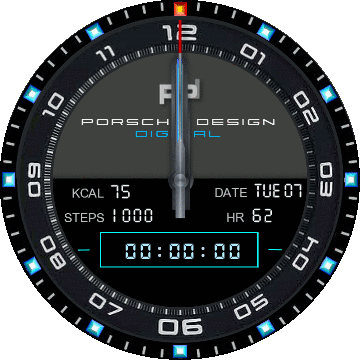 12
11 01
10 02
pd
PORSCHE DESIGN
DIGITAL
09 03
KCAL 75 DATE TUE 07
STEPS 1000 HR 62
00:00:00
08 04
07 05
06